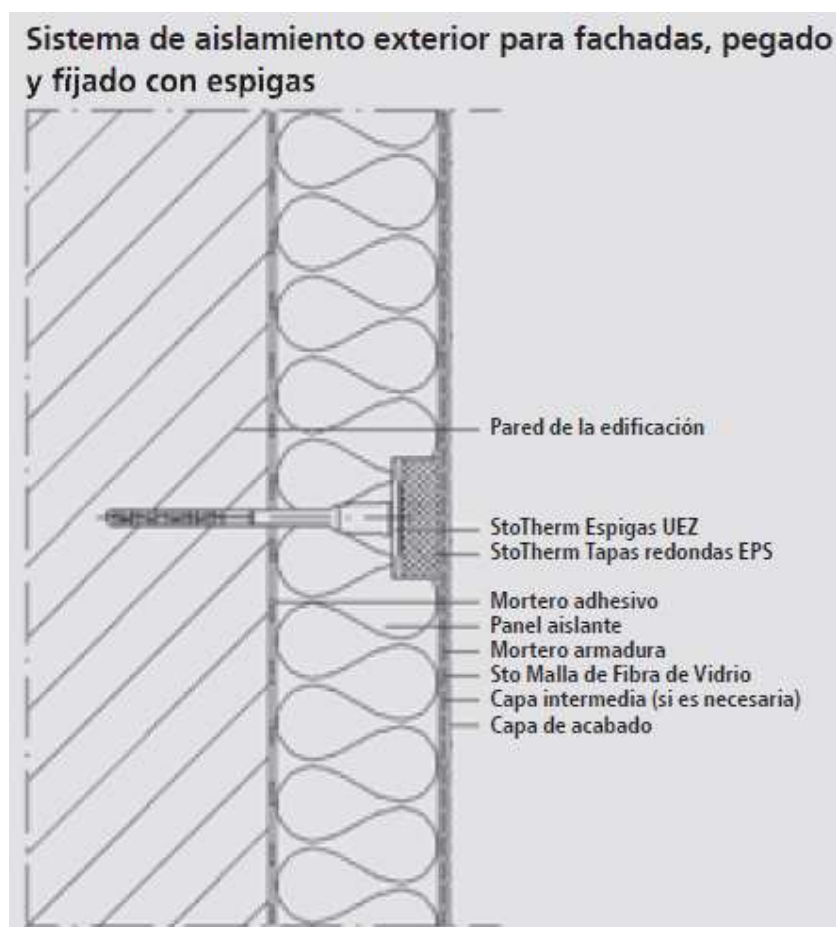 Sistema de aislamiento exterior para fachadas, pegado
y fijado con espigas
Pared de la edificación
StoTherm Espigas UEZ
StoTherm Tapas redondas EPS
Mortero adhesivo
Panel aislante
Mortero armadura
Sto Malla de Fibra de Vidrio
Capa intermedia (si es necesaria)
Capa de acabado